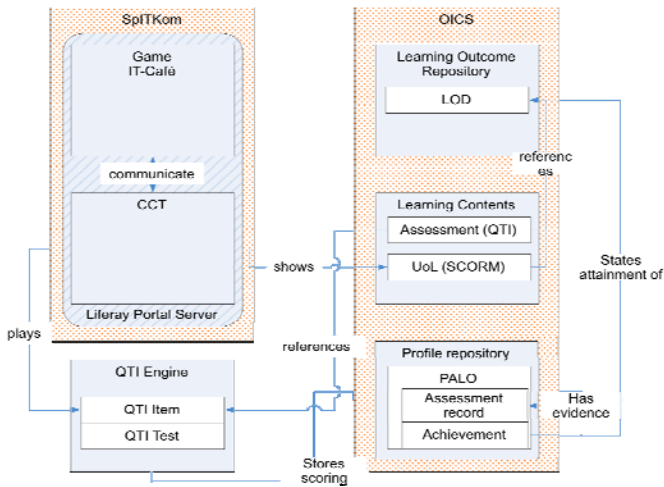 SpITKom
Game
IT-Café
communicate
CCT
Liferay Portal Server
plays
QTI Engine
QTI Item
QTI Test
shows
references
Stores
scoring
OICS
Learning Outcome
Repository
LOD
referenc
es
Learning Contents
Assessment (QTI)
UoL (SCORM)
States
attainment of
Profile repository
PALO
Assessment
record
Achievement
Has
evidence